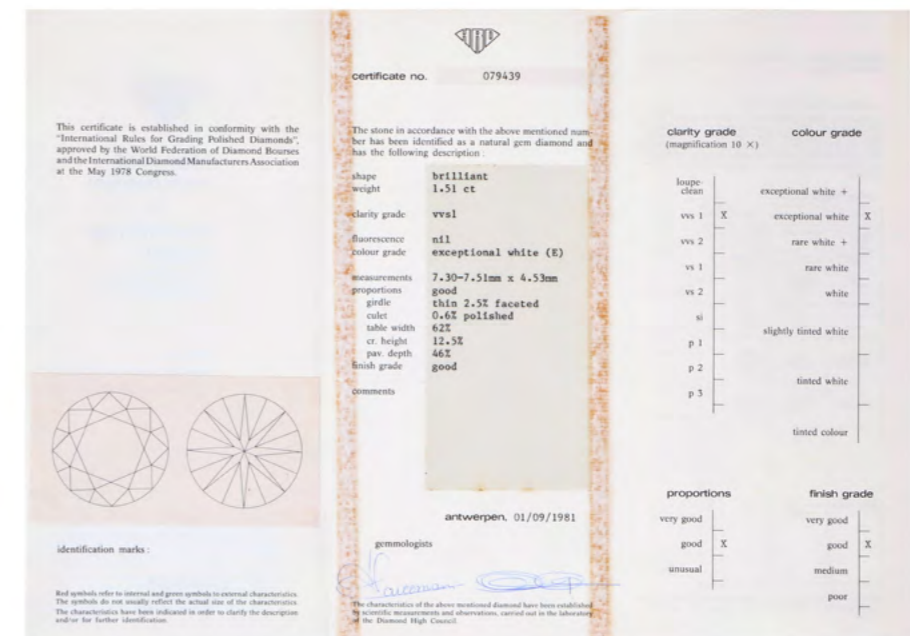 This certificate is established in conformity with the
"International Rules for Grading Polished Diamonds",
approved by the World Federation of Diamond Bourses
and the International Diamond Manufacturers Association
at the May 1978 Congress.
identification marks :
Red symbols refer to internal and green symbols to external characteristics.
The symbols do not usually reflect the actual size of the characteristics.
The characteristics have been indicated in order to clarify the description
and/or for further identification.
HRD
certificate no. 079439
The stone in accordance with the above mentioned num-
ber has been identified as a natural gem diamond and
has the following description :
shape brilliant
weight 1.51 ct
clarity grade vvs1
fluorescence nil
colour grade exceptional white (E)
measurements 7.30-7.51mm x 4.53mm
proportions good
girdle thin 2.5% faceted
culet 0.6% polished
table width 62%
cr. height 12.5%
pav. depth 46%
finish grade good
comments
antwerpen, 01/09/1981
gemmologists
The characteristics of the above mentioned diamond have been established
by scientific measurements and observations, carried out in the laboratory
of the Diamond High Council.
clarity grade
(magnification 10 X)
loupe-
clean
vvs 1 X
vvs 2
vs 1
vs 2
si
p 1
p 2
p 3
colour grade
exceptional white +
exceptional white X
rare white +
rare white
white
slightly tinted white
tinted white
tinted colour
proportions
very good
good X
unusual
finish grade
very good
good X
medium
poor